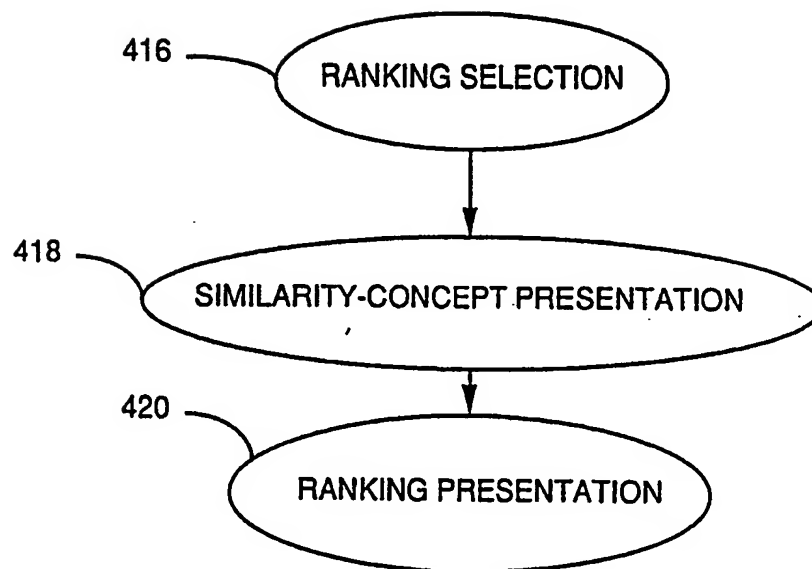 416
RANKING SELECTION
418
SIMILARITY-CONCEPT PRESENTATION
420
RANKING PRESENTATION